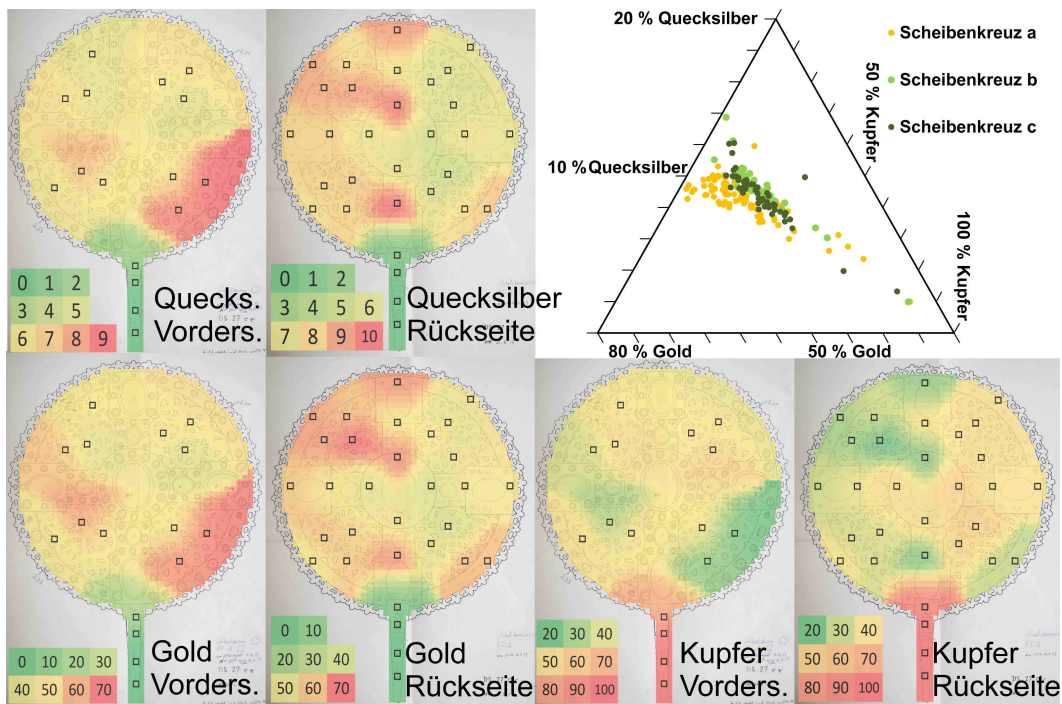 Quecks.
Vorders.
0 1 2
3 4 5
6 7 8 9
Quecksilber
Rückseite
0 1 2
3 4 5 6
7 8 9 10
20 % Quecksilber
Scheibenkreuz a
Scheibenkreuz b
Scheibenkreuz c
50 % Kupfer
10 %Quecksilber
100 % Kupfer
80 % Gold
50 % Gold
Gold
Vorders.
0 10 20 30
40 50 60 70
Gold
Rückseite
0 10
20 30 40
50 60 70
Kupfer
Vorders.
20 30 40
50 60 70
80 90 100
Kupfer
Rückseite
20 30 40
50 60 70
80 90 100